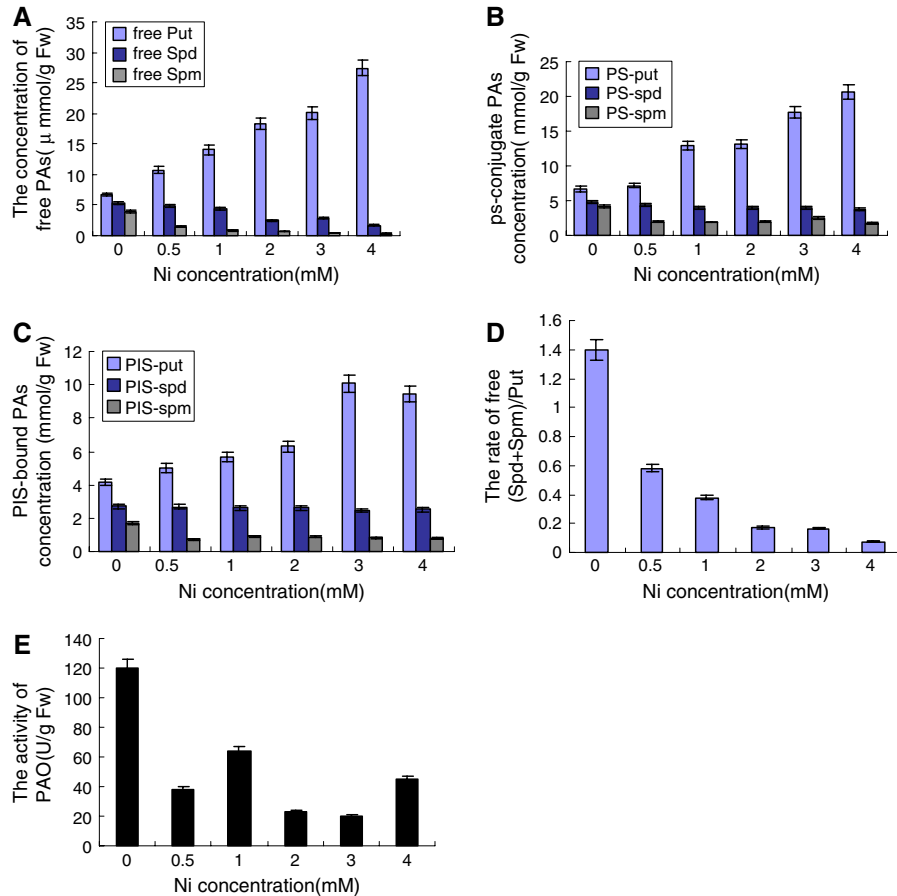 A
The concentration of
free PAs( μ mmol/g Fw)
35
30
25
20
15
10
5
0
free Put
free Spd
free Spm
0 0.5 1 2 3 4
Ni concentration(mM)
B
ps-conjugate PAs
concentration( mmol/g Fw)
25
20
15
10
5
0
PS-put
PS-spd
PS-spm
0 0.5 1 2 3 4
Ni concentration(mM)
C
PIS-bound PAs
concentration (mmol/g Fw)
12
10
8
6
4
2
0
PIS-put
PIS-spd
PIS-spm
0 0.5 1 2 3 4
Ni concentration(mM)
D
The rate of free
(Spd+Spm)/Put
1.6
1.4
1.2
1
0.8
0.6
0.4
0.2
0
0 0.5 1 2 3 4
Ni concentration(mM)
E
The activity of
PAO(U/g Fw)
140
120
100
80
60
40
20
0
0 0.5 1 2 3 4
Ni concentration(mM)